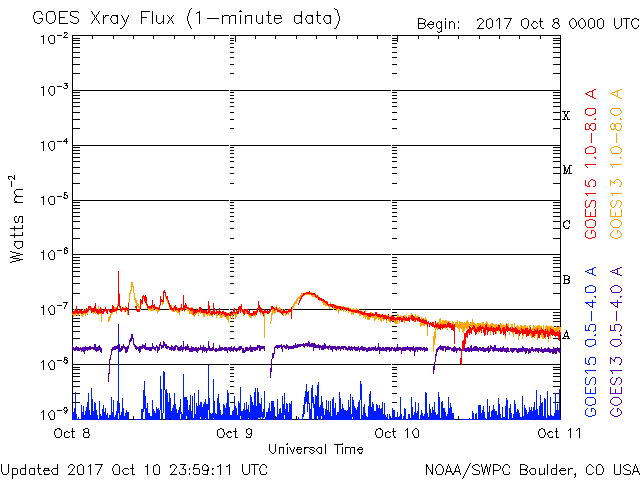 GOES Xray Flux (1-minute data)
Begin: 2017 Oct 8 0000 UTC
10⁻²
10⁻³
10⁻⁴
10⁻⁵
10⁻⁶
10⁻⁷
10⁻⁸
10⁻⁹
Watts m⁻²
X
M
C
B
A
GOES15 1.0-8.0 A
GOES13 1.0-8.0 A
GOES15 0.5-4.0 A
GOES13 0.5-4.0 A
Oct 8 Oct 9 Oct 10 Oct 11
Universal Time
Updated 2017 Oct 10 23:59:11 UTC
NOAA/SWPC Boulder, CO USA